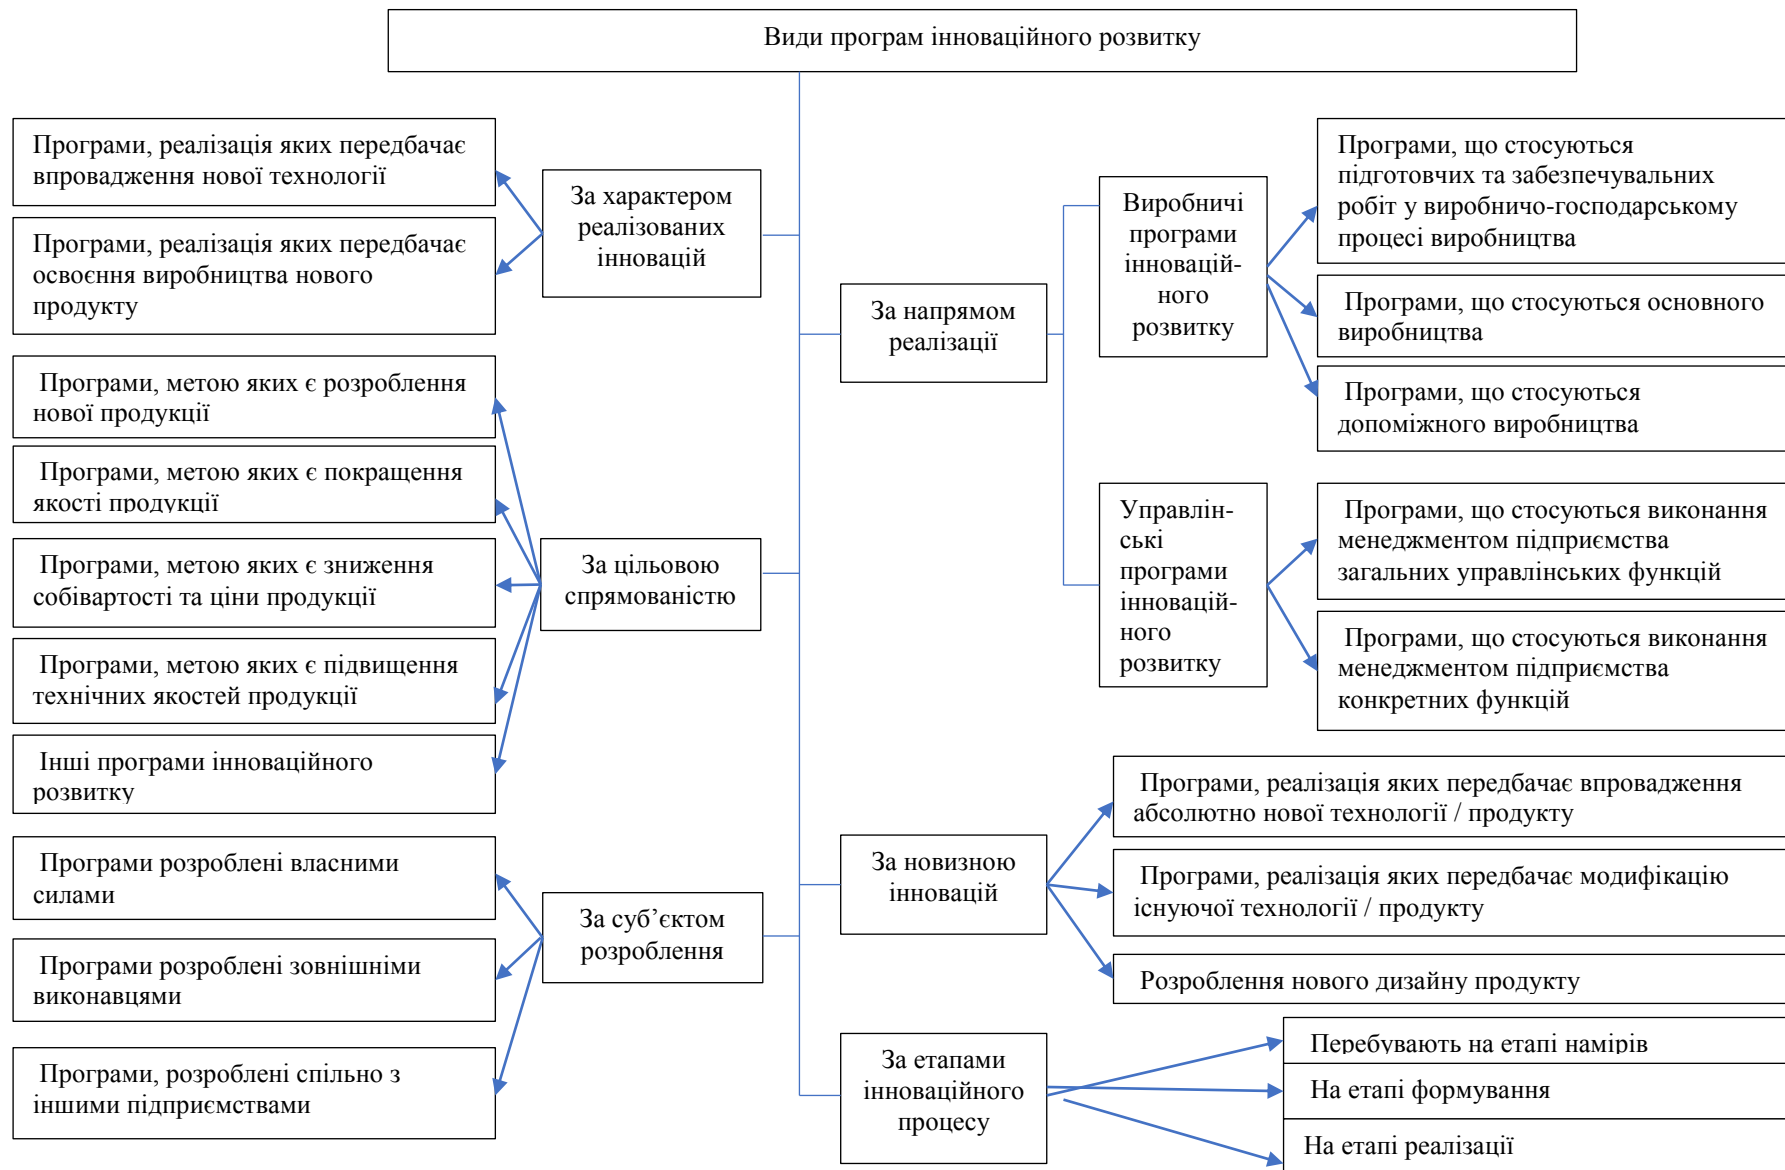 Види програм інноваційного розвитку
Програми, реалізація яких передбачає
впровадження нової технології
Програми, реалізація яких передбачає
освоєння виробництва нового
продукту
За характером
реалізованих
інновацій
Програми, метою яких є розроблення
нової продукції
Програми, метою яких є покращення
якості продукції
Програми, метою яких є зниження
собівартості та ціни продукції
Програми, метою яких є підвищення
технічних якостей продукції
Інші програми інноваційного
розвитку
За цільовою
спрямованістю
Програми розроблені власними
силами
Програми розроблені зовнішніми
виконавцями
Програми, розроблені спільно з
іншими підприємствами
За суб’єктом
розроблення
За напрямом
реалізації
Виробничі
програми
інновацій-
ного
розвитку
Програми, що стосуються
підготовчих та забезпечувальних
робіт у виробничо-господарському
процесі виробництва
Програми, що стосуються основного
виробництва
Програми, що стосуються
допоміжного виробництва
Управлін-
ські
програми
інновацій-
ного
розвитку
Програми, що стосуються виконання
менеджментом підприємства
загальних управлінських функцій
Програми, що стосуються виконання
менеджментом підприємства
конкретних функцій
За новизною
інновацій
Програми, реалізація яких передбачає впровадження
абсолютно нової технології / продукту
Програми, реалізація яких передбачає модифікацію
існуючої технології / продукту
Розроблення нового дизайну продукту
За етапами
інноваційного
процесу
Перебувають на етапі намірів
На етапі формування
На етапі реалізації